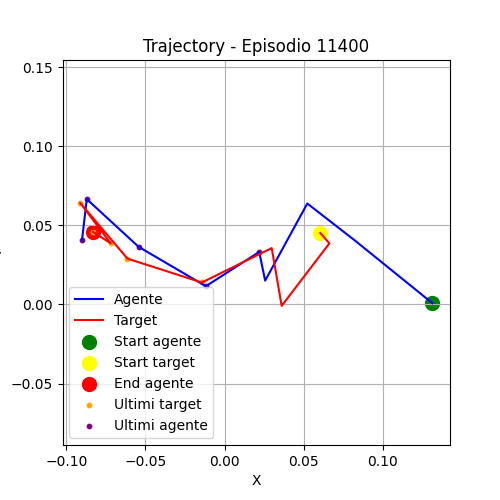 Trajectory - Episodio 11400
0.15
0.10
0.05
0.00
−0.05
Agente
Target
Start agente
Start target
End agente
Ultimi target
Ultimi agente
−0.10
−0.05
0.00
0.05
0.10
X